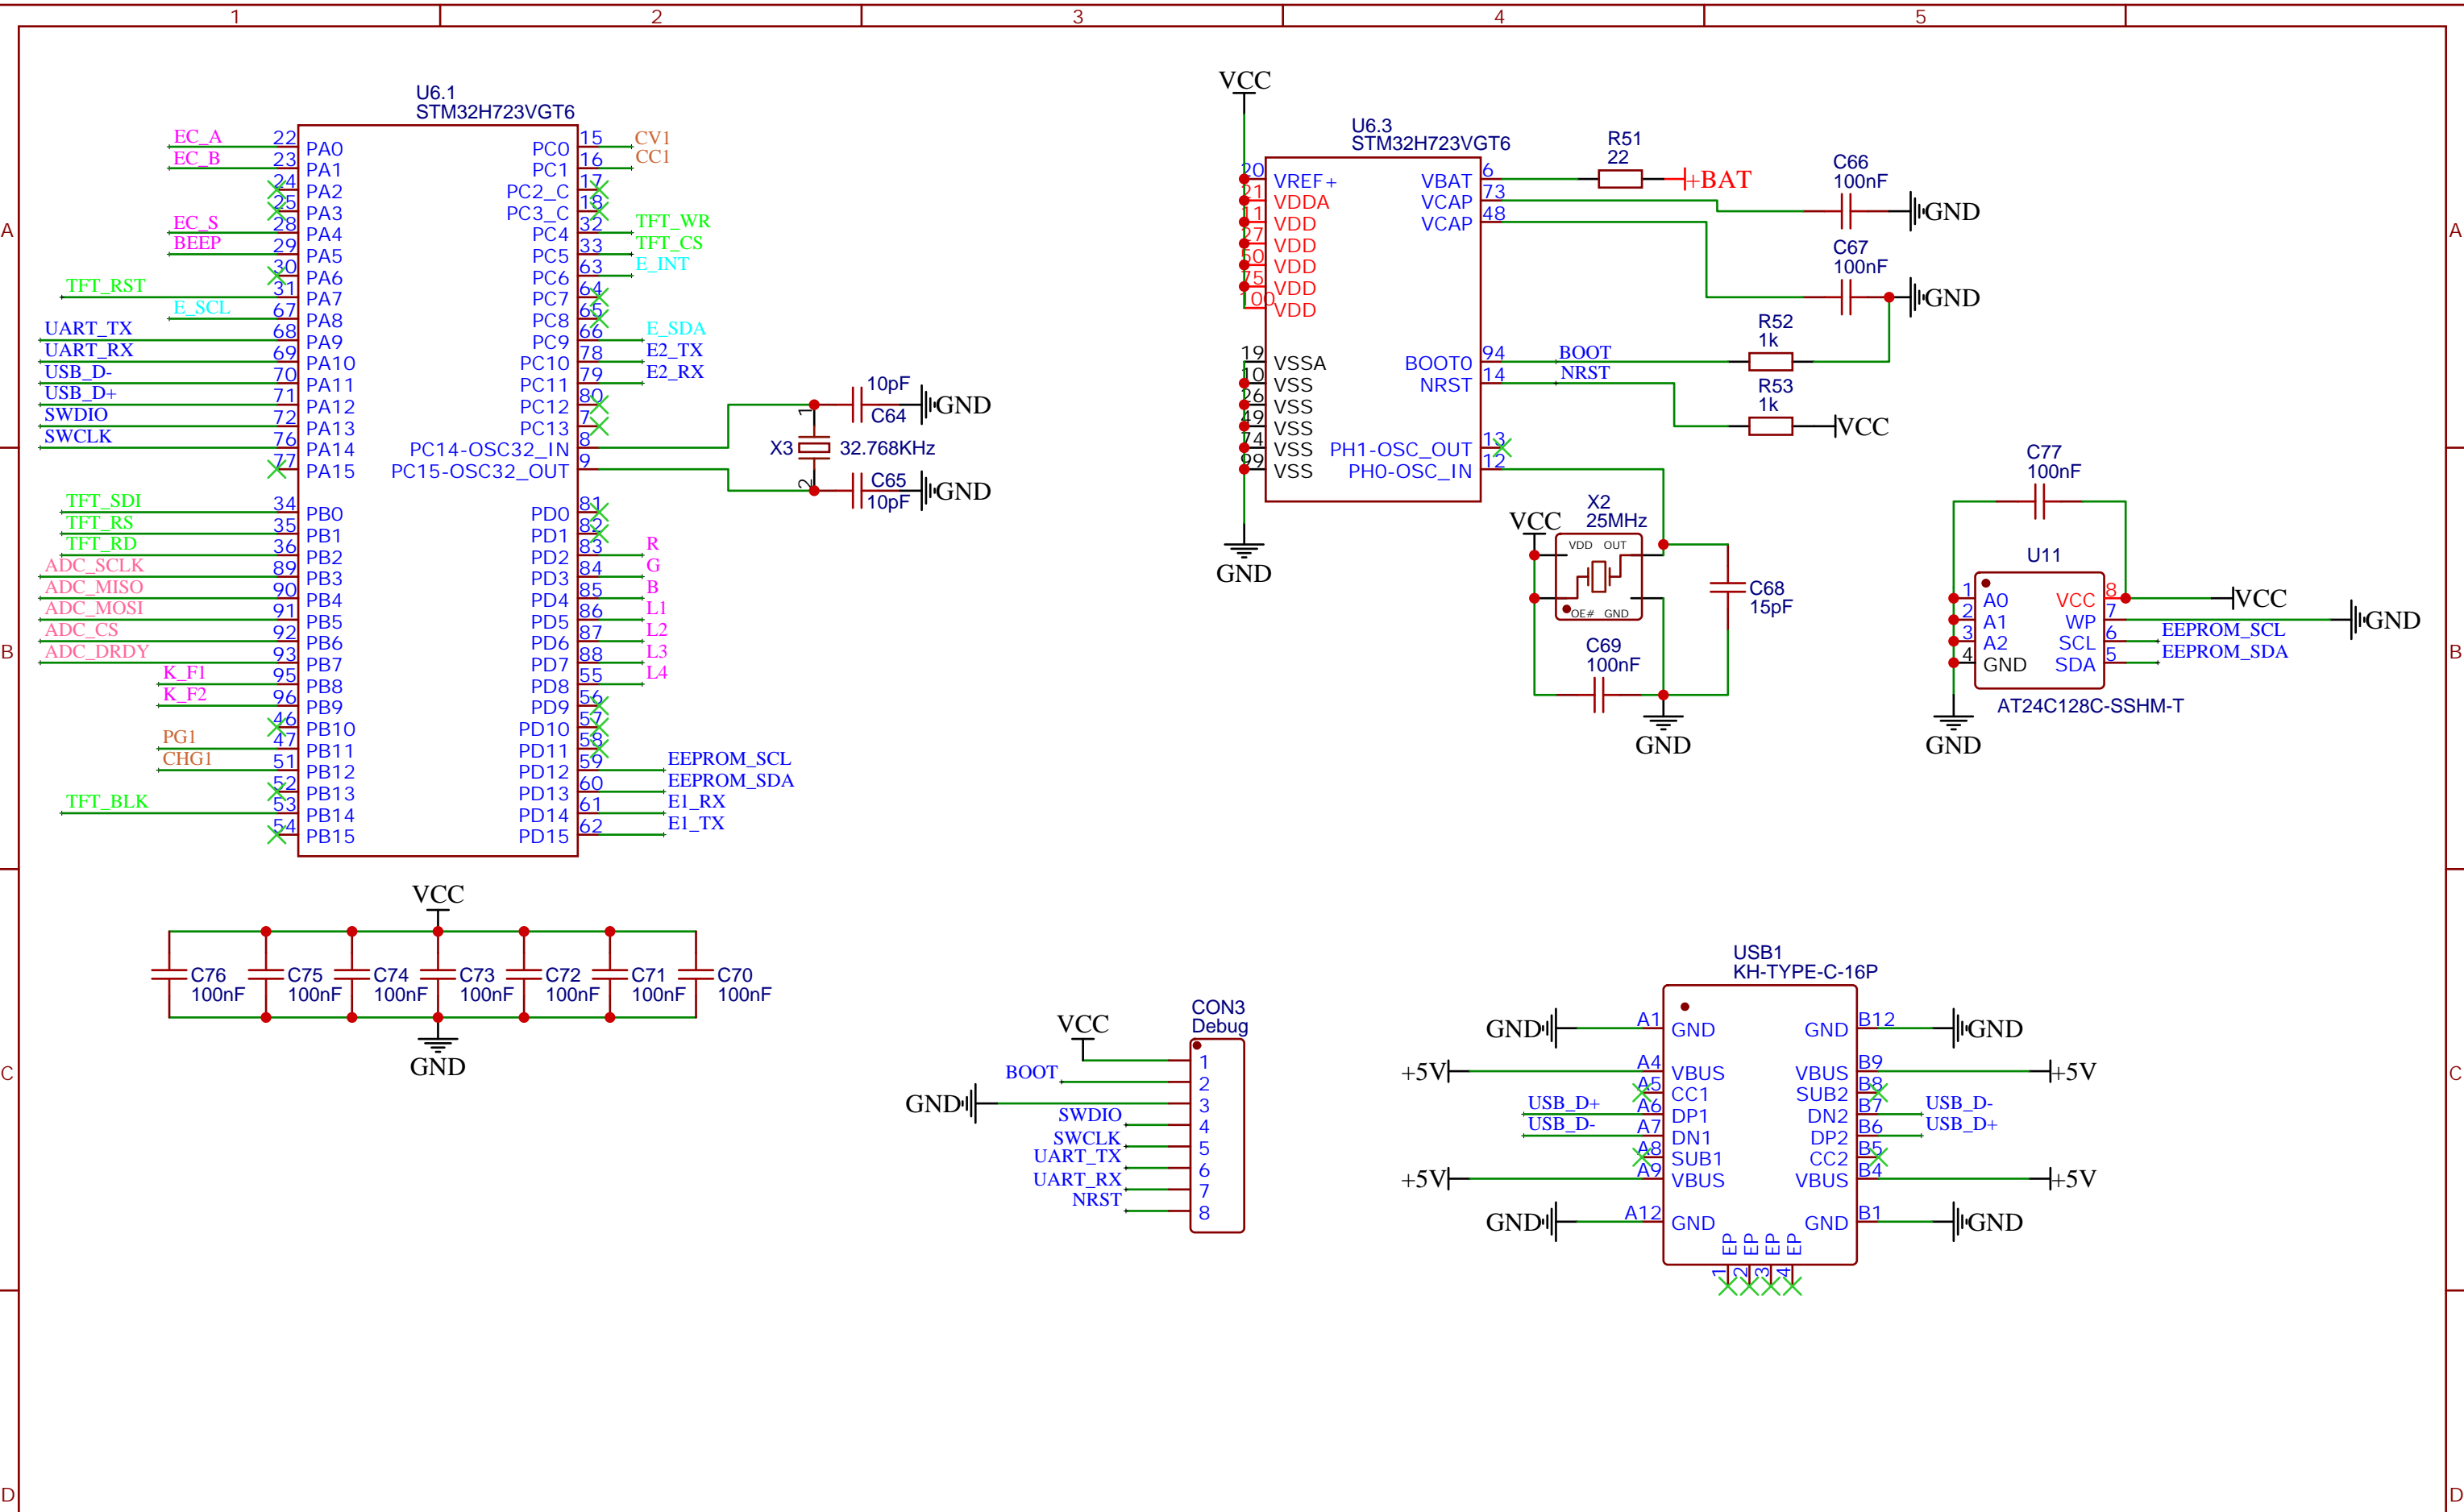 1 2 3 4 5
A A
B B
C C
D D
U6.1
STM32H723VGT6
EC_A 22 PA0
EC_B 23 PA1
24 PA2
25 PA3
EC_S 28 PA4
BEEP 29 PA5
30 PA6
TFT_RST 31 PA7
E_SCL 67 PA8
UART_TX 68 PA9
UART_RX 69 PA10
USB_D- 70 PA11
USB_D+ 71 PA12
SWDIO 72 PA13
SWCLK 76 PA14
77 PA15
TFT_SDI 34 PB0
TFT_RS 35 PB1
TFT_RD 36 PB2
ADC_SCLK 89 PB3
ADC_MISO 90 PB4
ADC_MOSI 91 PB5
ADC_CS 92 PB6
ADC_DRDY 93 PB7
K_F1 95 PB8
K_F2 96 PB9
46 PB10
PG1 47 PB11
CHG1 51 PB12
52 PB13
TFT_BLK 53 PB14
54 PB15
PC0 15 CV1
PC1 16 CC1
PC2_C 17
PC3_C 18
PC4 32 TFT_WR
PC5 33 TFT_CS
PC6 63 E_INT
PC7 64
PC8 65
PC9 66 E_SDA
PC10 78 E2_TX
PC11 79 E2_RX
PC12 80
PC13 7
PC14-OSC32_IN 8
PC15-OSC32_OUT 9
PD0 81
PD1 82
PD2 83 R
PD3 84 G
PD4 85 B
PD5 86 L1
PD6 87 L2
PD7 88 L3
PD8 55 L4
PD9 56
PD10 57
PD11 58
PD12 59 EEPROM_SCL
PD13 60 EEPROM_SDA
PD14 61 E1_RX
PD15 62 E1_TX
10pF
C64 GND
1
X3 32.768KHz
2
C65 GND
10pF
VCC
U6.3
STM32H723VGT6
20 VREF+
21 VDDA
11 VDD
27 VDD
50 VDD
75 VDD
100 VDD
19 VSSA
10 VSS
26 VSS
49 VSS
74 VSS
99 VSS
GND
VBAT 6
VCAP 73
VCAP 48
BOOT0 94 BOOT
NRST 14 NRST
PH1-OSC_OUT 13
PH0-OSC_IN 12
R51
22
+BAT
C66
100nF
GND
C67
100nF
GND
R52
1k
R53
1k
VCC
X2
25MHz
VCC
VDD OUT
OE# GND
C68
15pF
C69
100nF
GND
C77
100nF
U11
1 A0
2 A1
3 A2
4 GND
VCC 8 VCC
WP 7 GND
SCL 6 EEPROM_SCL
SDA 5 EEPROM_SDA
AT24C128C-SSHM-T
GND
VCC
C76 C75 C74 C73 C72 C71 C70
100nF 100nF 100nF 100nF 100nF 100nF 100nF
GND
CON3
Debug
VCC 1
BOOT 2
GND 3
SWDIO 4
SWCLK 5
UART_TX 6
UART_RX 7
NRST 8
USB1
KH-TYPE-C-16P
GND A1 GND GND B12 GND
+5V A4 VBUS VBUS B9 +5V
A5 CC1 SUB2 B8
USB_D+ A6 DP1 DN2 B7 USB_D-
USB_D- A7 DN1 DP2 B6 USB_D+
A8 SUB1 CC2 B5
+5V A9 VBUS VBUS B4 +5V
GND A12 GND GND B1 GND
EP EP EP EP
1 2 3 4